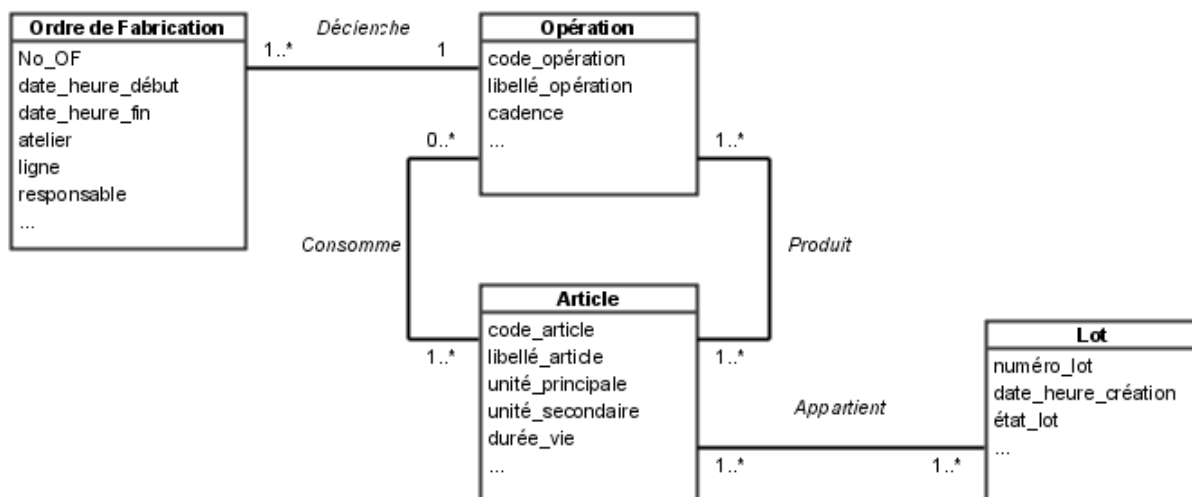 Ordre de Fabrication
No_OF
date_heure_début
date_heure_fin
atelier
ligne
responsable
...
1..*
Déclenche
1
Opération
code_opération
libellé_opération
cadence
...
0..*
1..*
Consomme
Produit
Article
code_article
libellé_article
unité_principale
unité_secondaire
durée_vie
...
1..*
1..*
Appartient
1..*
1..*
Lot
numéro_lot
date_heure_création
état_lot
...